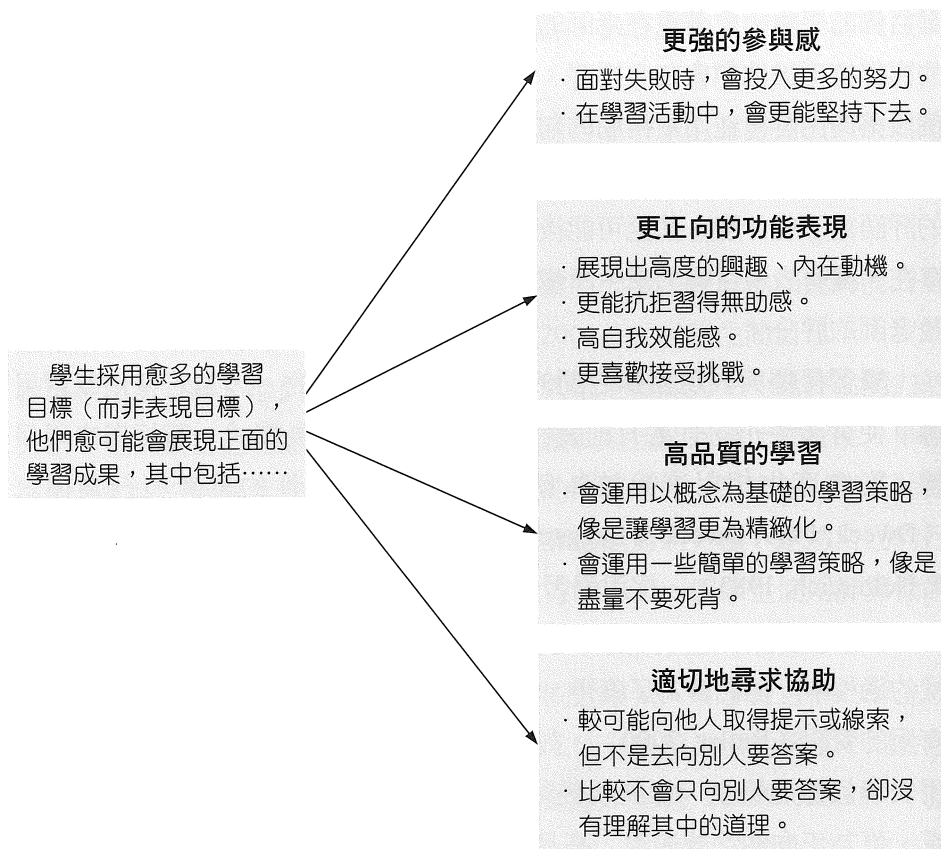 學生採用愈多的學習
目標（而非表現目標），
他們愈可能會展現正面的
學習成果，其中包括……
更強的參與感
·面對失敗時，會投入更多的努力。
·在學習活動中，會更能堅持下去。
更正向的功能表現
·展現出高度的興趣、內在動機。
·更能抗拒習得無助感。
·高自我效能感。
·更喜歡接受挑戰。
高品質的學習
·會運用以概念為基礎的學習策略，
像是讓學習更為精緻化。
·會運用一些簡單的學習策略，像是
盡量不要死背。
適切地尋求協助
·較可能向他人取得提示或線索，
但不是去向別人要答案。
·比較不會只向別人要答案，卻沒
有理解其中的道理。